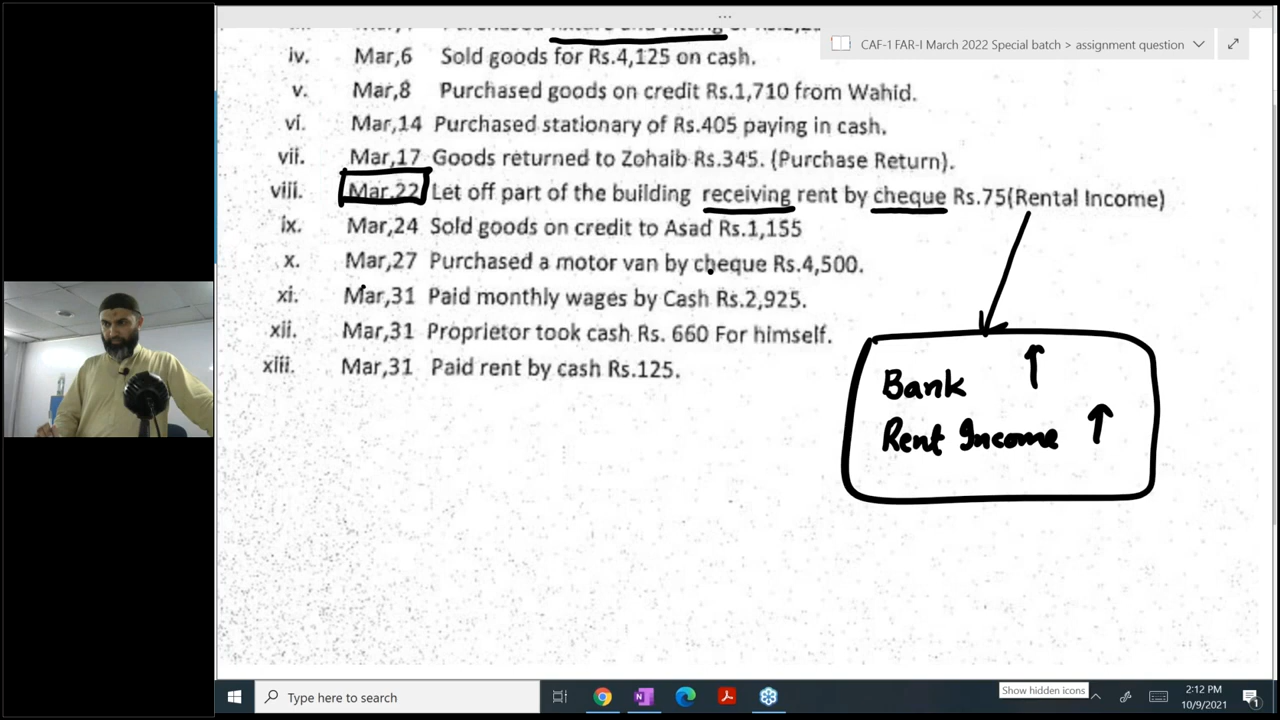 CAF-1 FAR-I March 2022 Special batch > assignment question
iv. Mar,6 Sold goods for Rs.4,125 on cash.
v. Mar,8 Purchased goods on credit Rs.1,710 from Wahid.
vi. Mar,14 Purchased stationary of Rs.405 paying in cash.
vii. Mar,17 Goods returned to Zohaib Rs.345. (Purchase Return).
viii. Mar,22 Let off part of the building receiving rent by cheque Rs.75(Rental Income)
ix. Mar,24 Sold goods on credit to Asad Rs.1,155
x. Mar,27 Purchased a motor van by cheque Rs.4,500.
xi. Mar,31 Paid monthly wages by Cash Rs.2,925.
xii. Mar,31 Proprietor took cash Rs. 660 For himself.
xiii. Mar,31 Paid rent by cash Rs.125.
Bank ↑
Rent Income ↑
Show hidden icons
Type here to search
2:12 PM
10/9/2021
1